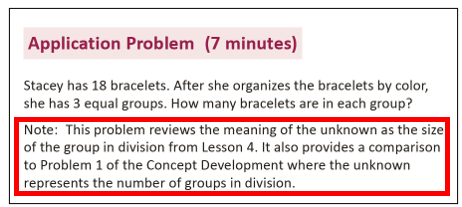 Application Problem (7 minutes)
Stacey has 18 bracelets. After she organizes the bracelets by color,
she has 3 equal groups. How many bracelets are in each group?
Note: This problem reviews the meaning of the unknown as the size
of the group in division from Lesson 4. It also provides a comparison
to Problem 1 of the Concept Development where the unknown
represents the number of groups in division.